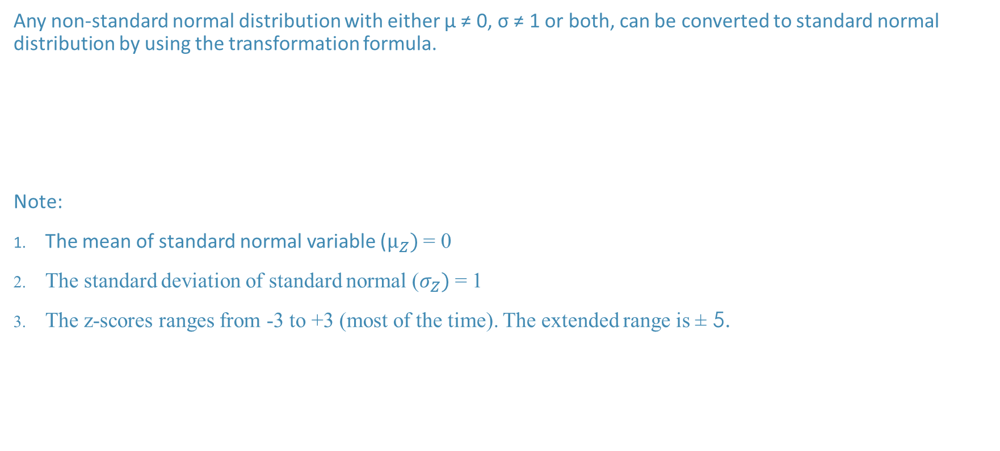 Any non-standard normal distribution with either µ ≠ 0, σ ≠ 1 or both, can be converted to standard normal
distribution by using the transformation formula.
Note:
1. The mean of standard normal variable (µ_Z) = 0
2. The standard deviation of standard normal (σ_Z) = 1
3. The z-scores ranges from -3 to +3 (most of the time). The extended range is ± 5.